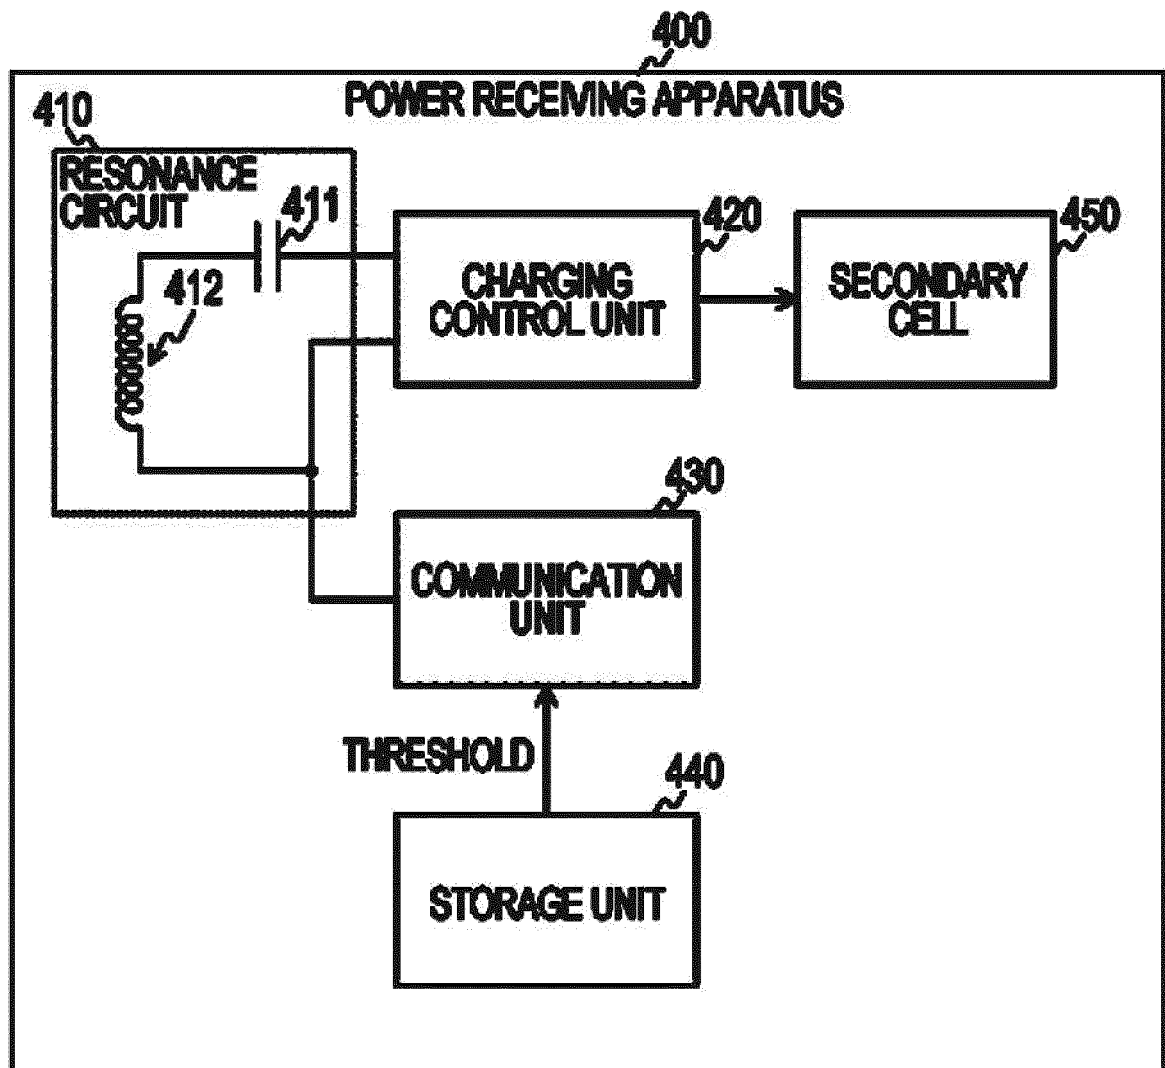 400
POWER RECEIVING APPARATUS
410
RESONANCE
CIRCUIT
411
412
420
CHARGING
CONTROL UNIT
450
SECONDARY
CELL
430
COMMUNICATION
UNIT
THRESHOLD
440
STORAGE UNIT